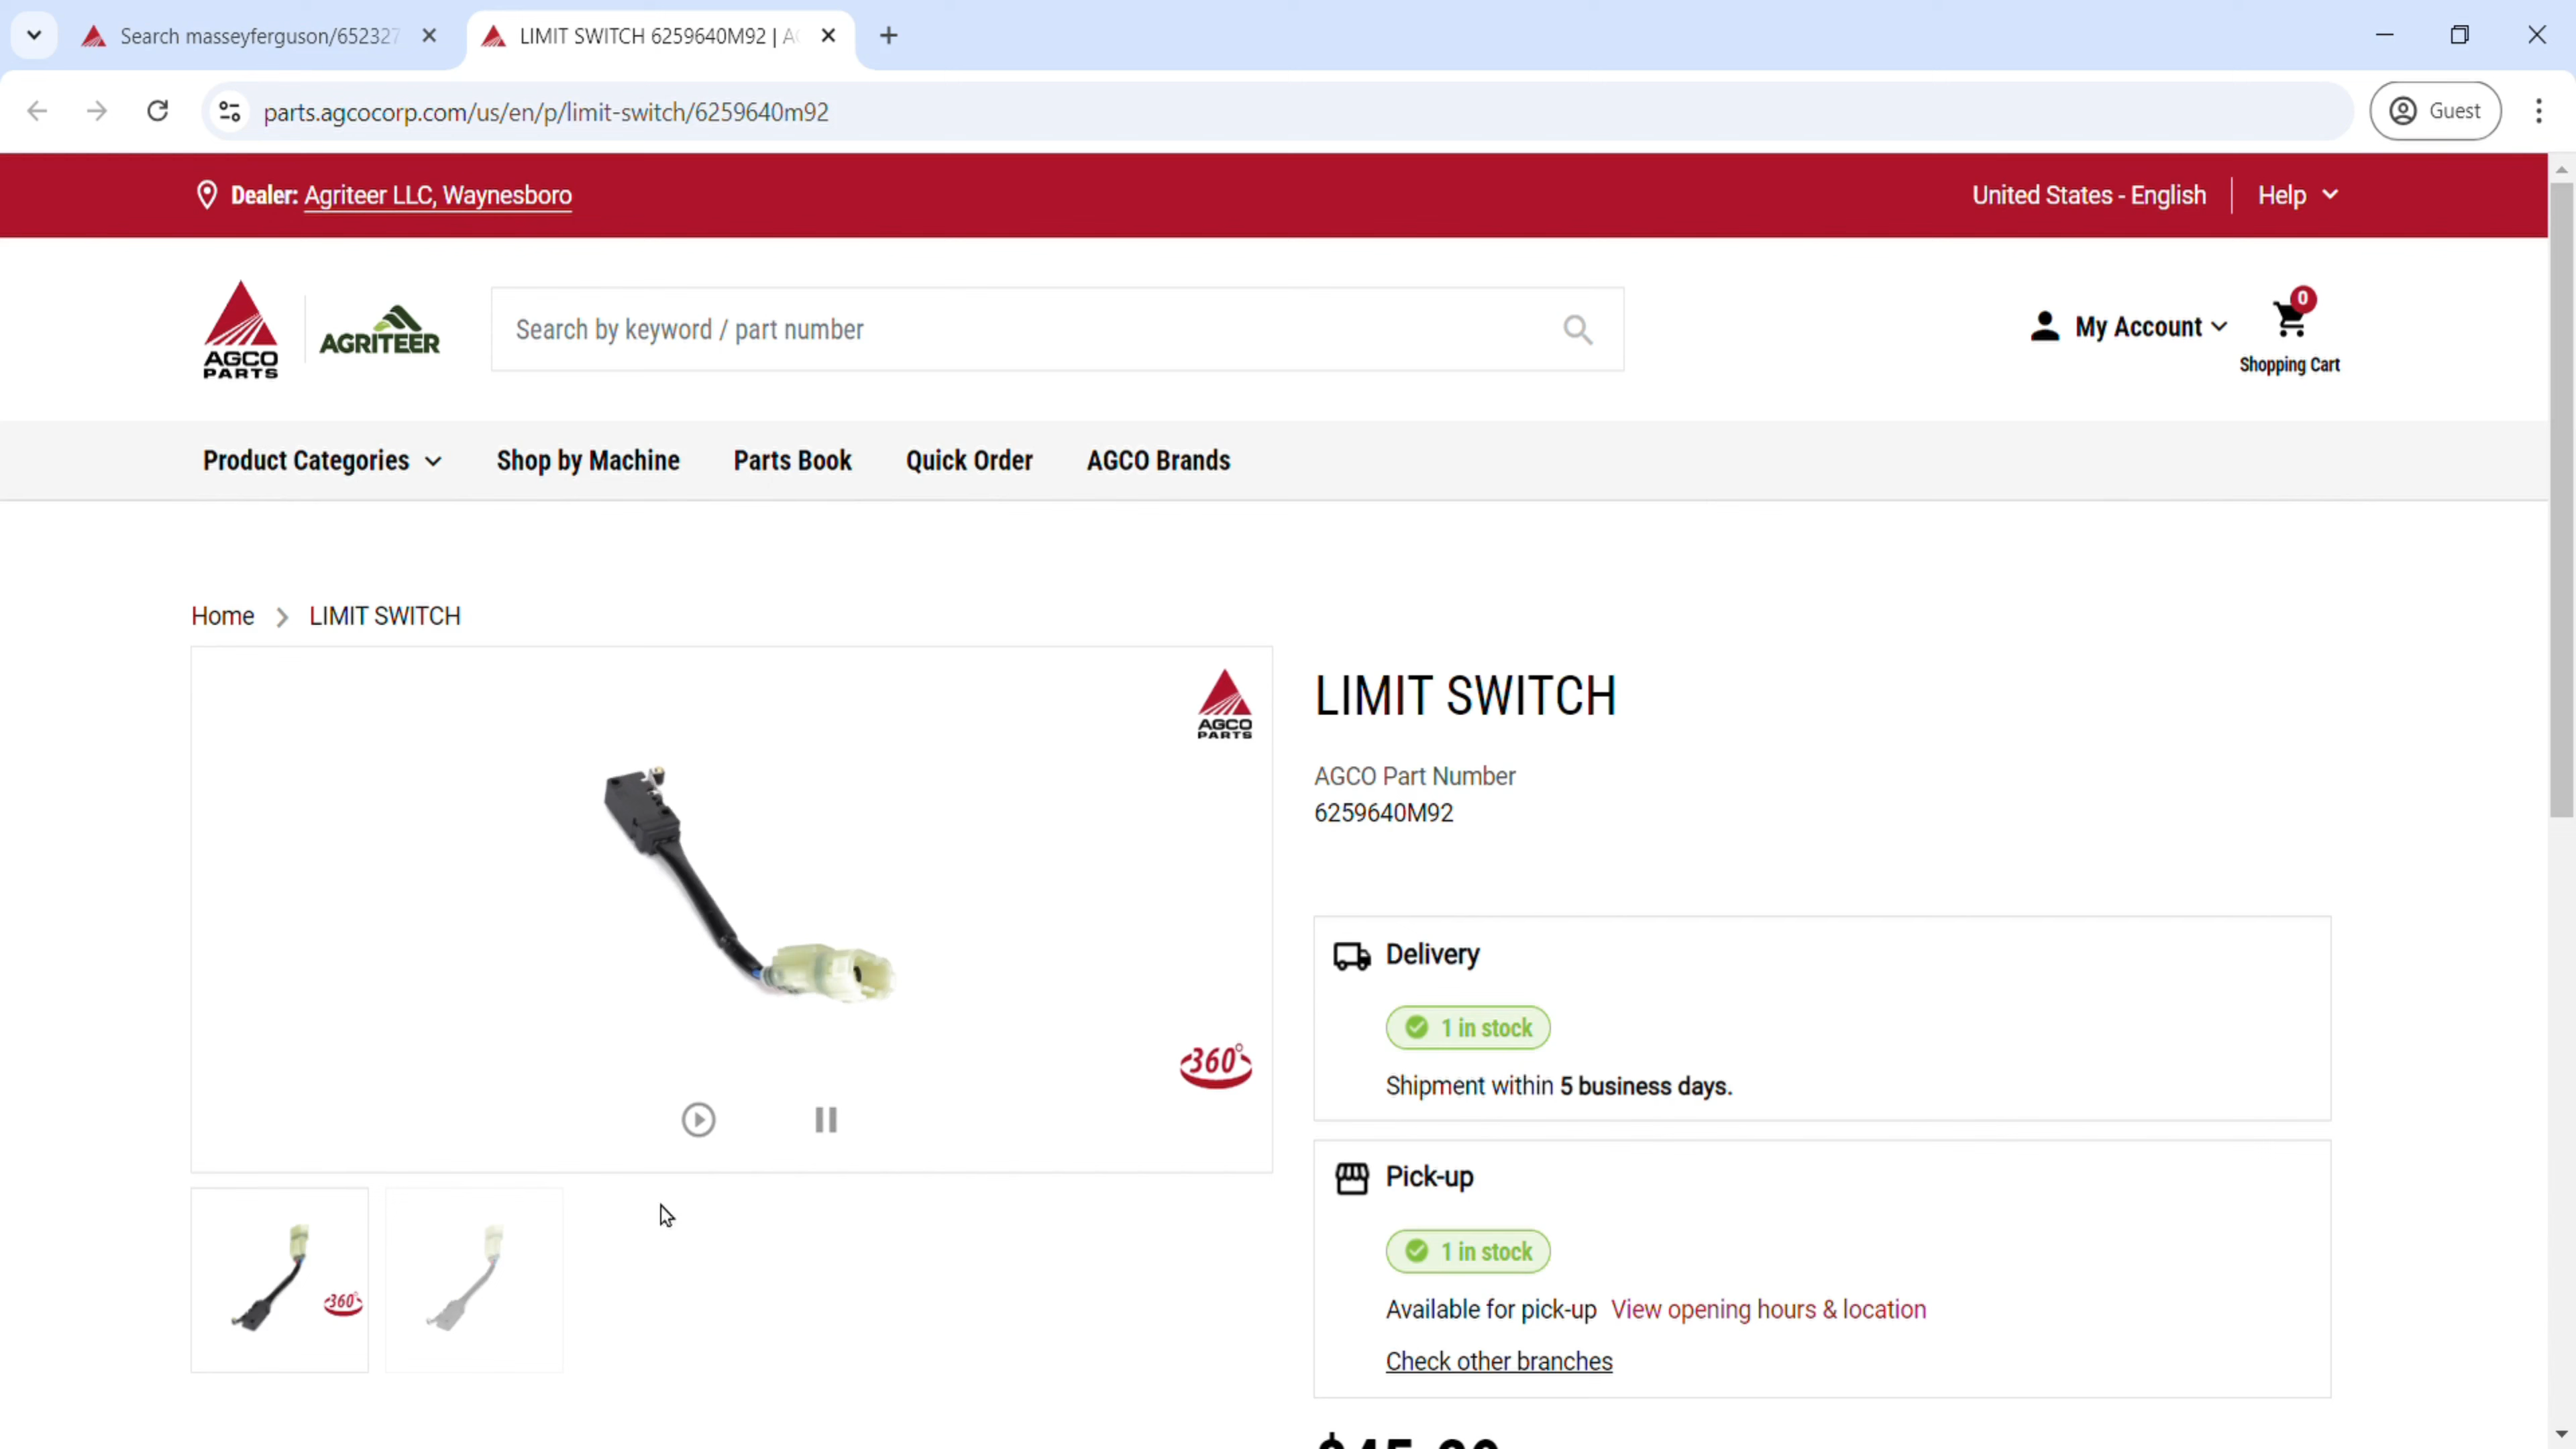 Search masseyferguson/652327
LIMIT SWITCH 6259640M92 | A
parts.agcocorp.com/us/en/p/limit-switch/6259640m92
Guest
Dealer: Agriteer LLC, Waynesboro
United States - English
Help
AGCO
PARTS
AGRITEER
Search by keyword / part number
My Account
0
Shopping Cart
Product Categories
Shop by Machine
Parts Book
Quick Order
AGCO Brands
Home
LIMIT SWITCH
AGCO
PARTS
360°
360°
LIMIT SWITCH
AGCO Part Number
6259640M92
Delivery
1 in stock
Shipment within 5 business days.
Pick-up
1 in stock
Available for pick-up View opening hours & location
Check other branches